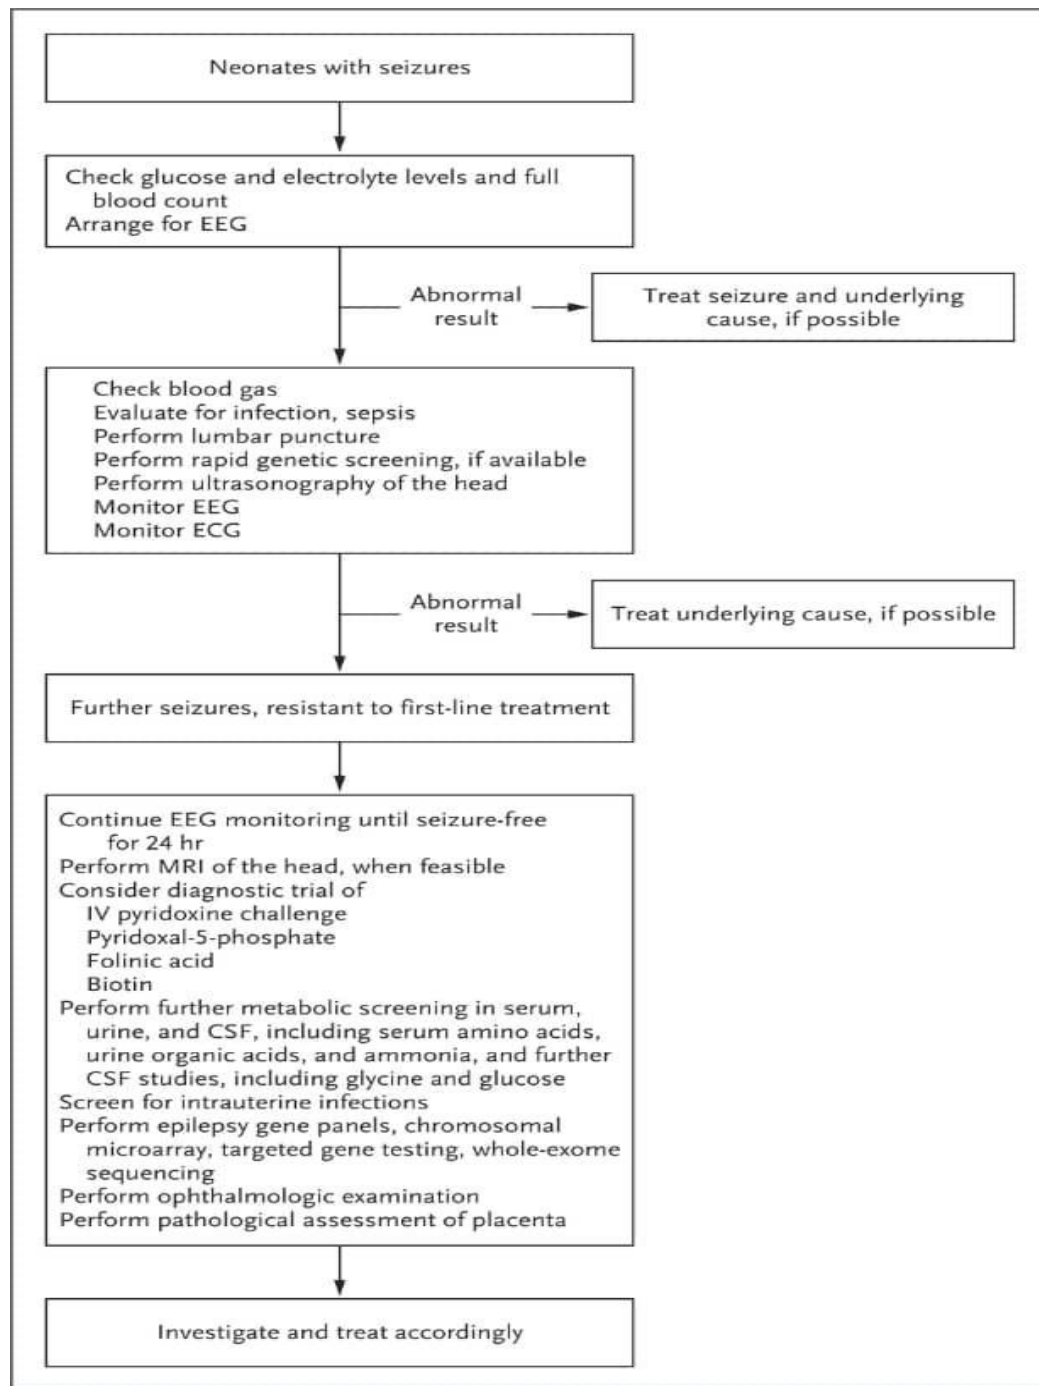 Neonates with seizures
Check glucose and electrolyte levels and full
blood count
Arrange for EEG
Abnormal
result
Treat seizure and underlying
cause, if possible
Check blood gas
Evaluate for infection, sepsis
Perform lumbar puncture
Perform rapid genetic screening, if available
Perform ultrasonography of the head
Monitor EEG
Monitor ECG
Abnormal
result
Treat underlying cause, if possible
Further seizures, resistant to first-line treatment
Continue EEG monitoring until seizure-free
for 24 hr
Perform MRI of the head, when feasible
Consider diagnostic trial of
IV pyridoxine challenge
Pyridoxal-5-phosphate
Folinic acid
Biotin
Perform further metabolic screening in serum,
urine, and CSF, including serum amino acids,
urine organic acids, and ammonia, and further
CSF studies, including glycine and glucose
Screen for intrauterine infections
Perform epilepsy gene panels, chromosomal
microarray, targeted gene testing, whole-exome
sequencing
Perform ophthalmologic examination
Perform pathological assessment of placenta
Investigate and treat accordingly